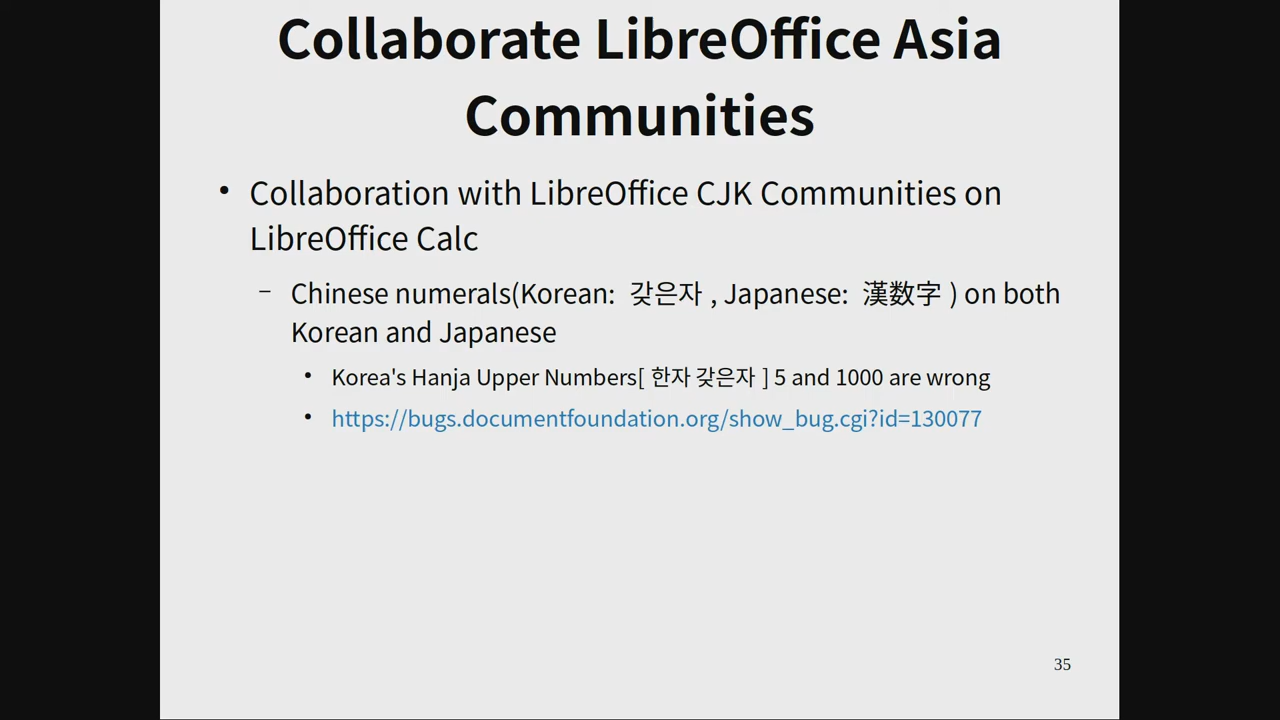 Collaborate LibreOffice Asia
Communities
• Collaboration with LibreOffice CJK Communities on
LibreOffice Calc
– Chinese numerals(Korean: 갖은자 , Japanese: 漢数字 ) on both
Korean and Japanese
• Korea's Hanja Upper Numbers[ 한자 갖은자 ] 5 and 1000 are wrong
• https://bugs.documentfoundation.org/show_bug.cgi?id=130077
35